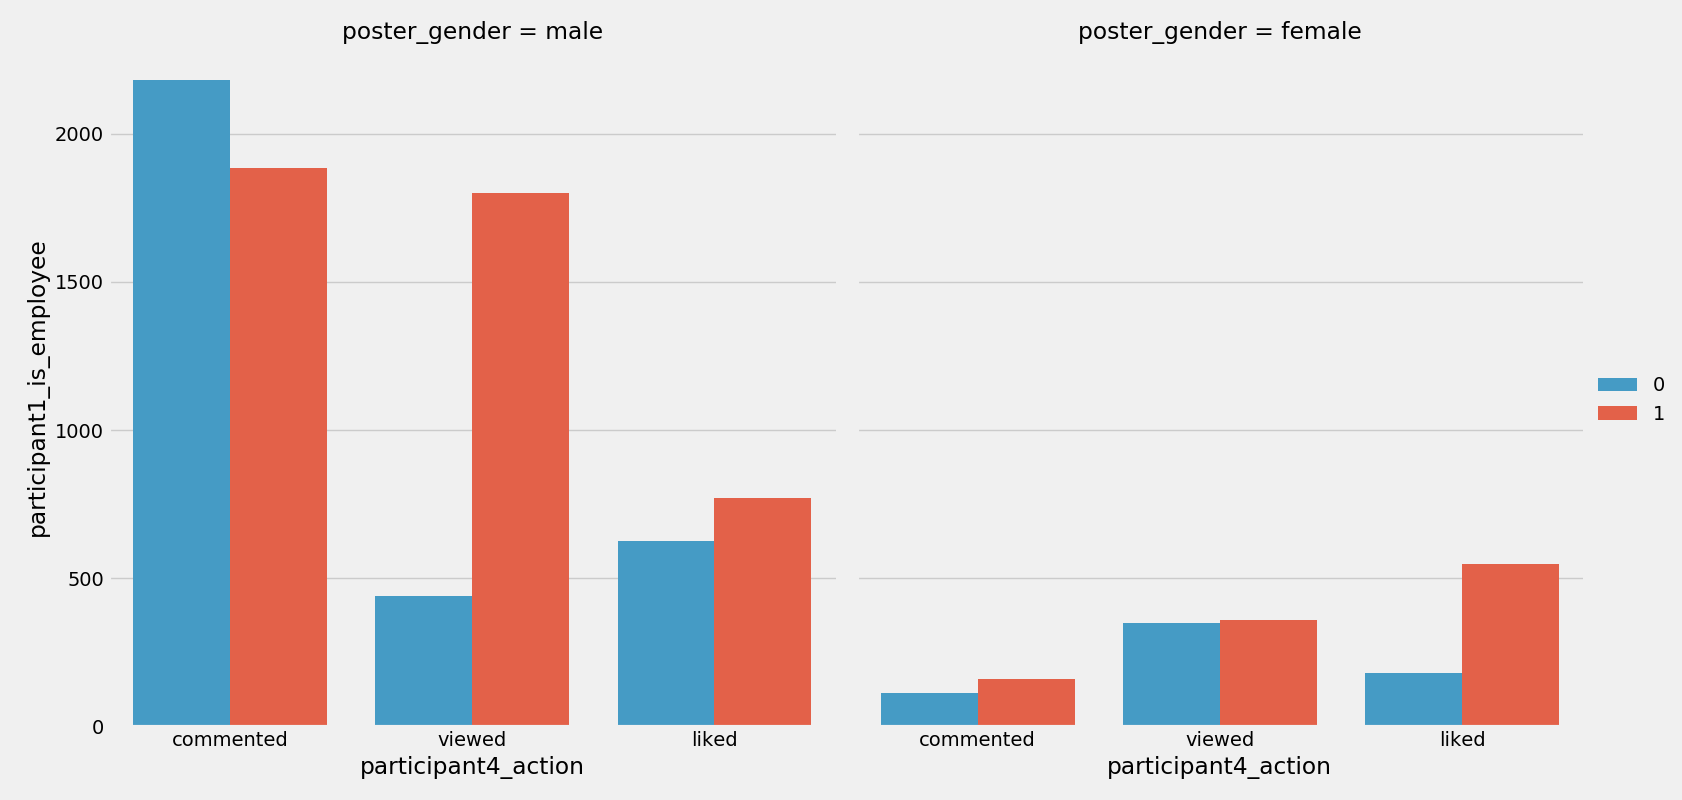 poster_gender = male
poster_gender = female
participant1_is_employee
2000
1500
1000
500
0
commented
viewed
liked
commented
viewed
liked
participant4_action
participant4_action
0
1